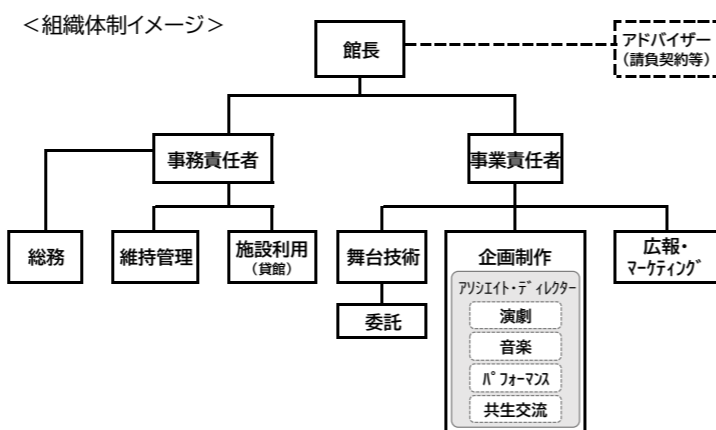 ＜組織体制イメージ＞
館長
アドバイザー
（請負契約等）
事務責任者
事業責任者
総務
維持管理
施設利用
（貸館）
舞台技術
委託
企画制作
アソシエイト・ディレクター
演劇
音楽
パフォーマンス
共生交流
広報・
マーケティング